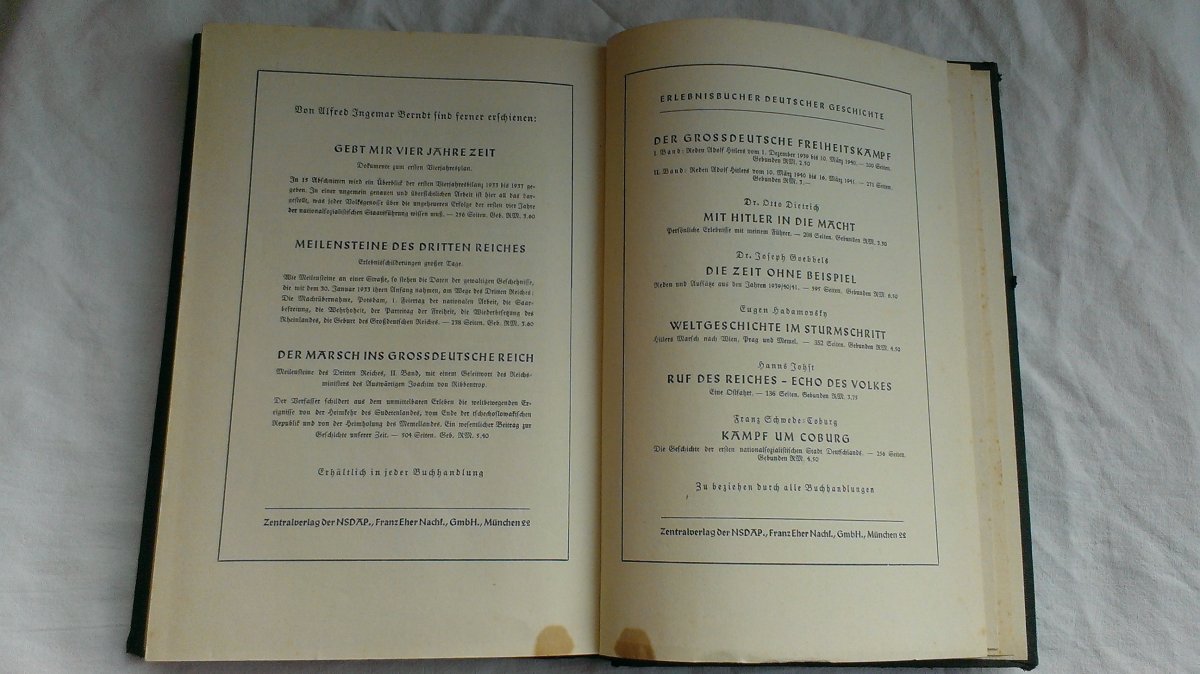 Von Alfred Ingemar Berndt sind ferner erschienen:
GEBT MIR VIER JAHRE ZEIT
Dokumente zum ersten Vierjahresplan.
In 15 Abschnitten wird ein Überblick der ersten Vierjahresbilanz 1933 bis 1937 ge-
geben. In einer ungemein genauen und übersichtlichen Arbeit ist hier all das dar-
gestellt, was jeder Volksgenosse über die ungeheuren Erfolge der ersten vier Jahre
der nationalsozialistischen Staatsführung wissen muß. — 256 Seiten. Geb. RM. 3.60
MEILENSTEINE DES DRITTEN REICHES
Erlebnisschilderungen großer Tage.
Wie Meilensteine an einer Straße, so stehen die Daten der gewaltigen Geschehnisse,
die mit dem 30. Januar 1933 ihren Anfang nahmen, am Wege des Dritten Reiches:
Die Machtübernahme, Potsdam, 1. Feiertag der nationalen Arbeit, die Saar-
befreiung, die Wehrhoheit, der Parteitag der Freiheit, die Wiederbesetzung des
Rheinlandes, die Geburt des Großdeutschen Reiches. — 238 Seiten. Geb. RM. 3.60
DER MARSCH INS GROSSDEUTSCHE REICH
Meilensteine des Dritten Reiches, II. Band, mit einem Geleitwort des Reichs-
ministers des Auswärtigen Joachim von Ribbentrop.
Der Verfasser schildert aus dem unmittelbaren Erleben die weltbewegenden Er-
eignisse von der Heimkehr des Sudetenlandes, vom Ende der tschechoslowakischen
Republik und von der Heimholung des Memellandes. Ein wesentlicher Beitrag zur
Geschichte unserer Zeit. — 504 Seiten. Geb. RM. 5.40
Erhältlich in jeder Buchhandlung
Zentralverlag der NSDAP., Franz Eher Nachf., GmbH., München 22
ERLEBNISBÜCHER DEUTSCHER GESCHICHTE
DER GROSSDEUTSCHE FREIHEITSKAMPF
I. Band: Reden Adolf Hitlers vom 1. Dezember 1939 bis 10. März 1940. — 200 Seiten.
Gebunden RM. 2.50
II. Band: Reden Adolf Hitlers vom 10. März 1940 bis 16. März 1941. — 271 Seiten.
Gebunden RM. 3.—
Dr. Otto Dietrich
MIT HITLER IN DIE MACHT
Persönliche Erlebnisse mit meinem Führer. — 208 Seiten. Gebunden RM. 3.50
Dr. Joseph Goebbels
DIE ZEIT OHNE BEISPIEL
Reden und Aufsätze aus den Jahren 1939/40/41. — 595 Seiten. Gebunden RM. 6.50
Eugen Hadamovsky
WELTGESCHICHTE IM STURMSCHRITT
Hitlers Marsch nach Wien, Prag und Memel. — 352 Seiten. Gebunden RM. 4.50
Hanns Johst
RUF DES REICHES – ECHO DES VOLKES
Eine Ostfahrt. — 136 Seiten. Gebunden RM. 3.75
Franz Schwede-Coburg
KAMPF UM COBURG
Die Geschichte der ersten nationalsozialistischen Stadt Deutschlands. — 256 Seiten.
Gebunden RM. 4.50
Zu beziehen durch alle Buchhandlungen
Zentralverlag der NSDAP., Franz Eher Nachf., GmbH., München 22